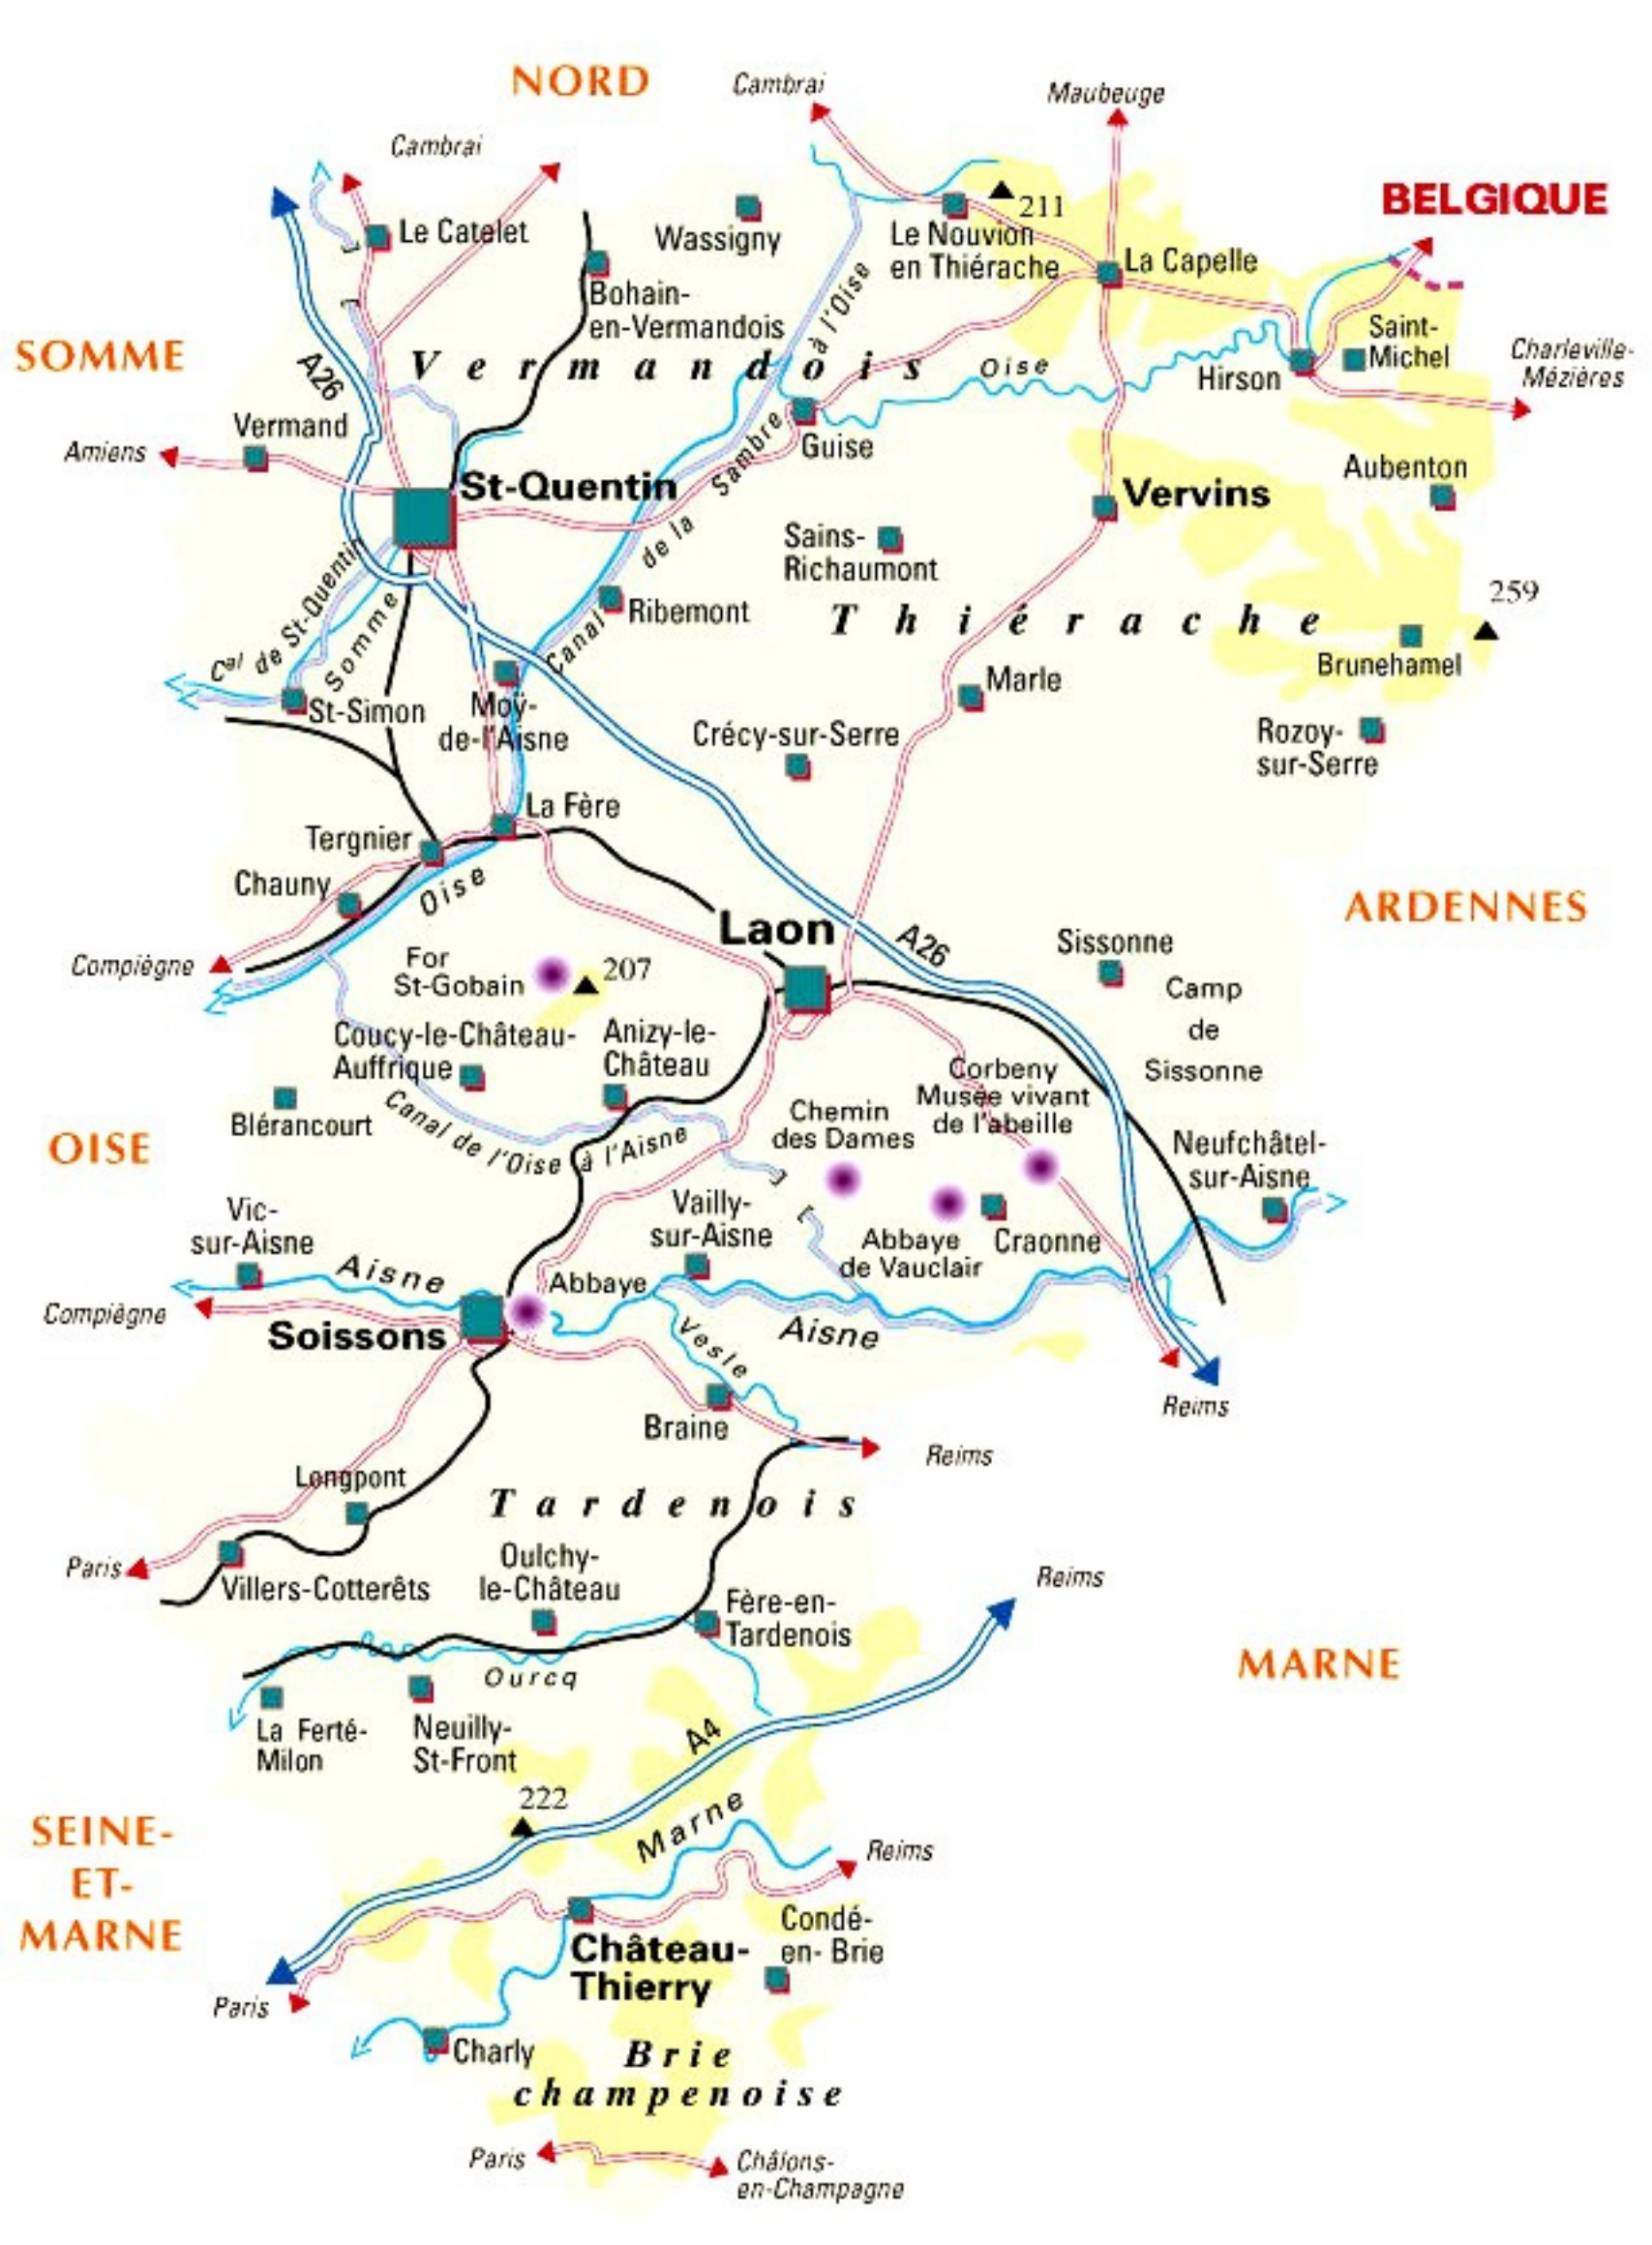 NORD
Cambrai
Maubeuge
Cambrai
BELGIQUE
Le Catelet
Wassigny
211
Le Nouvion
en Thiérache
La Capelle
Bohain-
en-Vermandois
à l'Oise
SOMME
A26
Vermandois
Oise
Saint-
Michel
Hirson
Charleville-
Mézières
Vermand
Amiens
Guise
St-Quentin
Vervins
Aubenton
Canal de la Sambre
Sains-
Richaumont
Cal de St-Quentin
Somme
Ribemont
Thiérache
259
Brunehamel
St-Simon
Moÿ-
de-l'Aisne
Marle
Crécy-sur-Serre
Rozoy-
sur-Serre
La Fère
Tergnier
Chauny
Oise
Laon
A26
ARDENNES
Sissonne
Compiègne
For
St-Gobain
207
Camp
de
Sissonne
Coucy-le-Château-
Auffrique
Anizy-le-
Château
Corbeny
Musée vivant
de l'abeille
Chemin
des Dames
Blérancourt
Canal de l'Oise à l'Aisne
OISE
Neufchâtel-
sur-Aisne
Vic-
sur-Aisne
Vailly-
sur-Aisne
Abbaye
de Vauclair
Craonne
Aisne
Abbaye
Compiègne
Soissons
Vesle
Aisne
Reims
Braine
Reims
Longpont
Tardenois
Paris
Villers-Cotterêts
Oulchy-
le-Château
Reims
Fère-en-
Tardenois
MARNE
Ourcq
La Ferté-
Milon
Neuilly-
St-Front
A4
222
SEINE-
ET-
MARNE
Marne
Reims
Condé-
en- Brie
Château-
Thierry
Paris
Charly
Brie
champenoise
Paris
Châlons-
en-Champagne